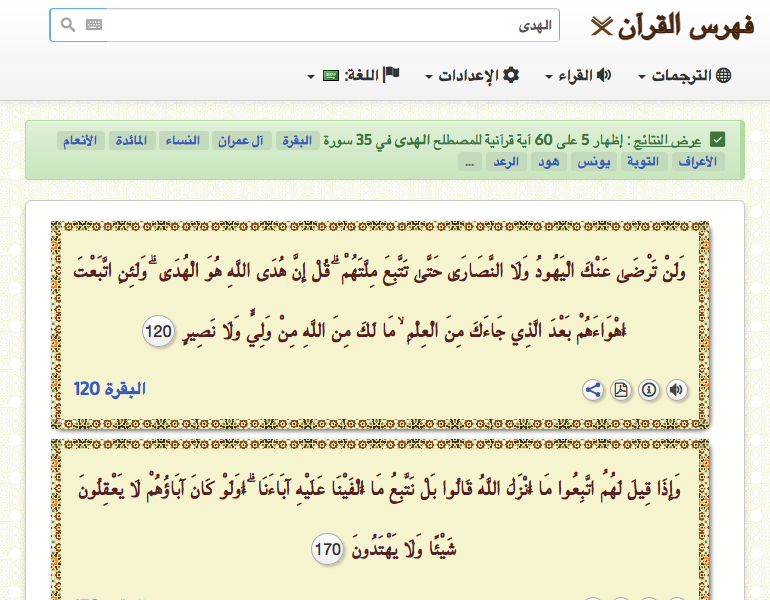 فهرس القرآن
الهدى
الترجمات القراء الإعدادات اللغة:
عرض النتائج : إظهار 5 على 60 آية قرآنية للمصطلح الهدى في 35 سورة البقرة آل عمران النساء المائدة الأنعام
الأعراف التوبة يونس هود الرعد ...
وَلَنْ تَرْضَىٰ عَنْكَ الْيَهُودُ وَلَا النَّصَارَىٰ حَتَّىٰ تَتَّبِعَ مِلَّتَهُمْ ۗ قُلْ إِنَّ هُدَى اللَّهِ هُوَ الْهُدَىٰ ۗ وَلَئِنِ اتَّبَعْتَ
أَهْوَاءَهُمْ بَعْدَ الَّذِي جَاءَكَ مِنَ الْعِلْمِ ۙ مَا لَكَ مِنَ اللَّهِ مِنْ وَلِيٍّ وَلَا نَصِيرٍ 120
البقرة 120
وَإِذَا قِيلَ لَهُمُ اتَّبِعُوا مَا أَنْزَلَ اللَّهُ قَالُوا بَلْ نَتَّبِعُ مَا أَلْفَيْنَا عَلَيْهِ آبَاءَنَا ۗ أَوَلَوْ كَانَ آبَاؤُهُمْ لَا يَعْقِلُونَ
شَيْئًا وَلَا يَهْتَدُونَ 170